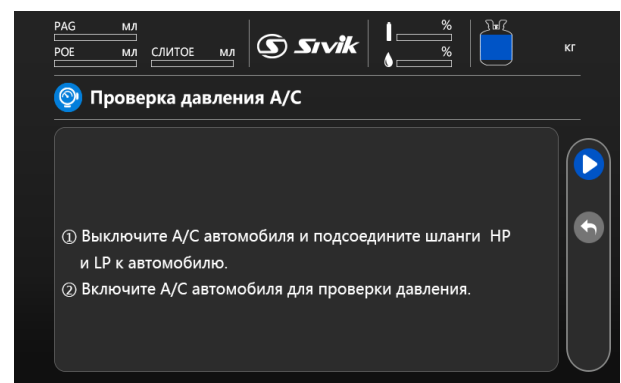 PAG мл
POE мл СЛИТОЕ мл
Sıvik
%
%
кг
Проверка давления A/C
① Выключите A/C автомобиля и подсоедините шланги HP
и LP к автомобилю.
② Включите A/C автомобиля для проверки давления.